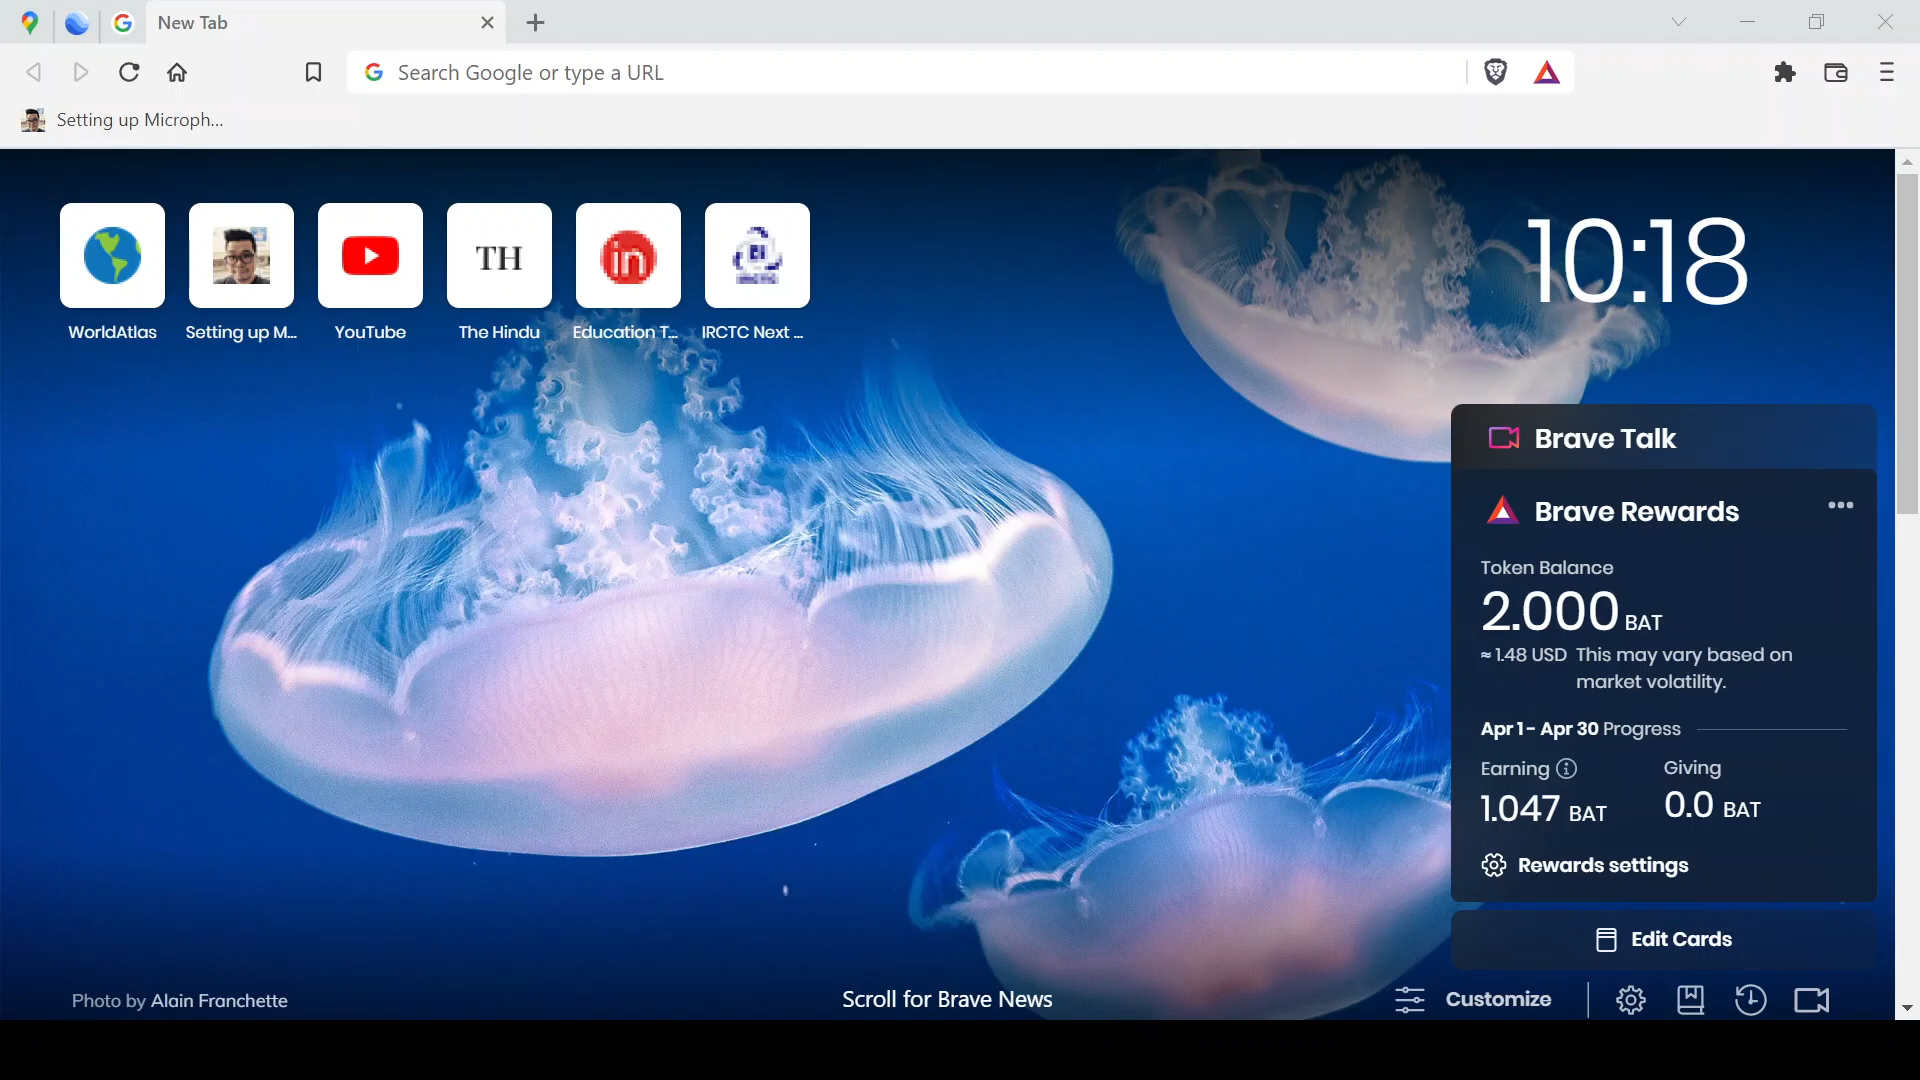 New Tab
Search Google or type a URL
Setting up Microph...
TH
in
WorldAtlas
Setting up M...
YouTube
The Hindu
Education T...
IRCTC Next ...
10:18
Brave Talk
Brave Rewards
Token Balance
2.000 BAT
≈ 1.48 USD This may vary based on
market volatility.
Apr 1 - Apr 30 Progress
Earning
Giving
1.047 BAT
0.0 BAT
Rewards settings
Edit Cards
Photo by Alain Franchette
Scroll for Brave News
Customize